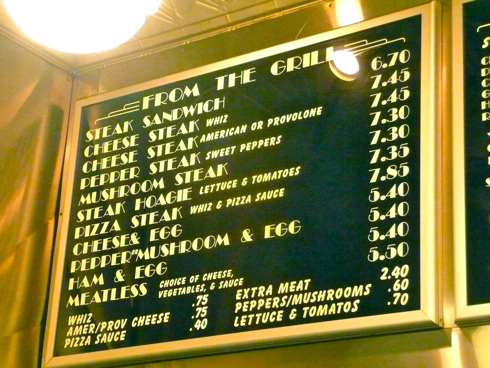 FROM THE GRILL
STEAK SANDWICH 6.70
CHEESE STEAK WHIZ 7.45
CHEESE STEAK AMERICAN OR PROVOLONE 7.45
PEPPER STEAK SWEET PEPPERS 7.30
MUSHROOM STEAK 7.30
STEAK HOAGIE LETTUCE & TOMATOES 7.35
PIZZA STEAK WHIZ & PIZZA SAUCE 7.85
CHEESE& EGG 5.40
PEPPER"MUSHROOM & EGG 5.40
HAM & EGG 5.40
MEATLESS CHOICE OF CHEESE, VEGETABLES, & SAUCE 5.50
WHIZ .75
AMER/PROV CHEESE .75
PIZZA SAUCE .40
EXTRA MEAT 2.40
PEPPERS/MUSHROOMS .60
LETTUCE & TOMATOS .70